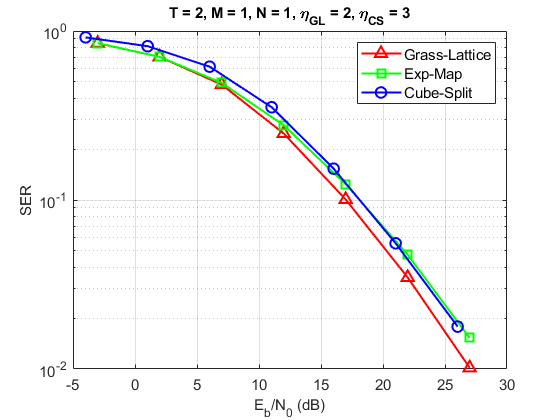 T = 2, M = 1, N = 1, η_GL = 2, η_CS = 3
10^0
10^-1
10^-2
SER
Grass-Lattice
Exp-Map
Cube-Split
-5 0 5 10 15 20 25 30
E_b/N_0 (dB)